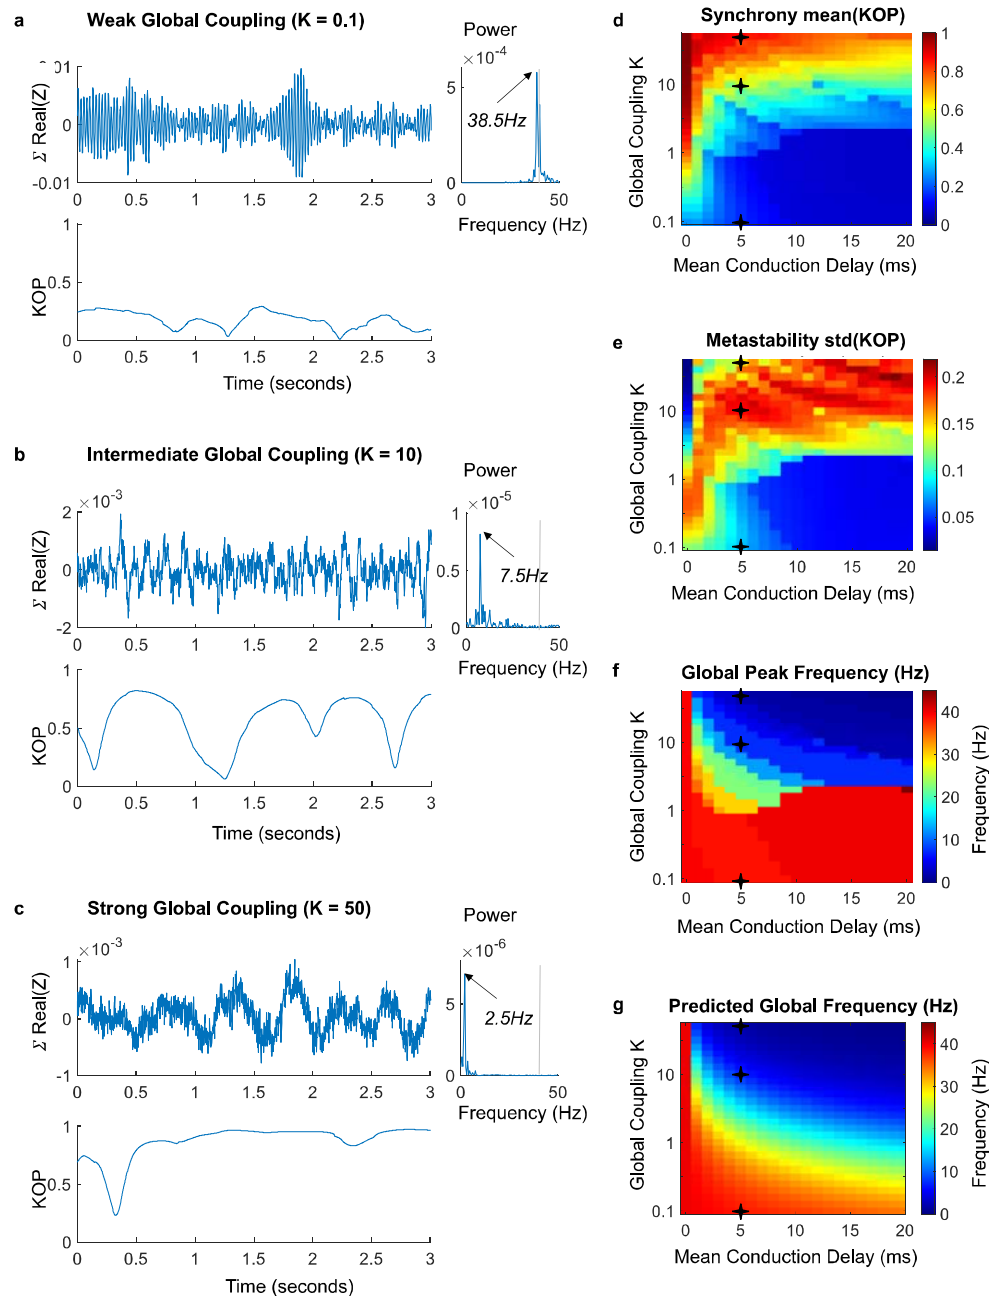 a Weak Global Coupling (K = 0.1)
Σ Real(Z)
0
-0.01
0 0.5 1 1.5 2 2.5 3
Power
×10⁻⁴
5
0
38.5Hz
0 50
Frequency (Hz)
KOP
1
0.5
0
0 0.5 1 1.5 2 2.5 3
Time (seconds)
b Intermediate Global Coupling (K = 10)
×10⁻³
Σ Real(Z)
2
0
-2
0 0.5 1 1.5 2 2.5 3
Power
×10⁻⁵
1
0.5
0
7.5Hz
0 50
Frequency (Hz)
KOP
1
0.5
0
0 0.5 1 1.5 2 2.5 3
Time (seconds)
c Strong Global Coupling (K = 50)
×10⁻³
Σ Real(Z)
1
0
-1
0 0.5 1 1.5 2 2.5 3
Power
×10⁻⁶
5
0
2.5Hz
0 50
Frequency (Hz)
KOP
1
0.5
0
0 0.5 1 1.5 2 2.5 3
Time (seconds)
d Synchrony mean(KOP)
Global Coupling K
10
1
0.1
0 5 10 15 20
Mean Conduction Delay (ms)
1
0.8
0.6
0.4
0.2
0
e Metastability std(KOP)
Global Coupling K
10
1
0.1
0 5 10 15 20
Mean Conduction Delay (ms)
0.2
0.15
0.1
0.05
f Global Peak Frequency (Hz)
Global Coupling K
10
1
0.1
0 5 10 15 20
Mean Conduction Delay (ms)
40
30
20
10
0
Frequency (Hz)
g Predicted Global Frequency (Hz)
Global Coupling K
10
1
0.1
0 5 10 15 20
Mean Conduction Delay (ms)
40
30
20
10
0
Frequency (Hz)